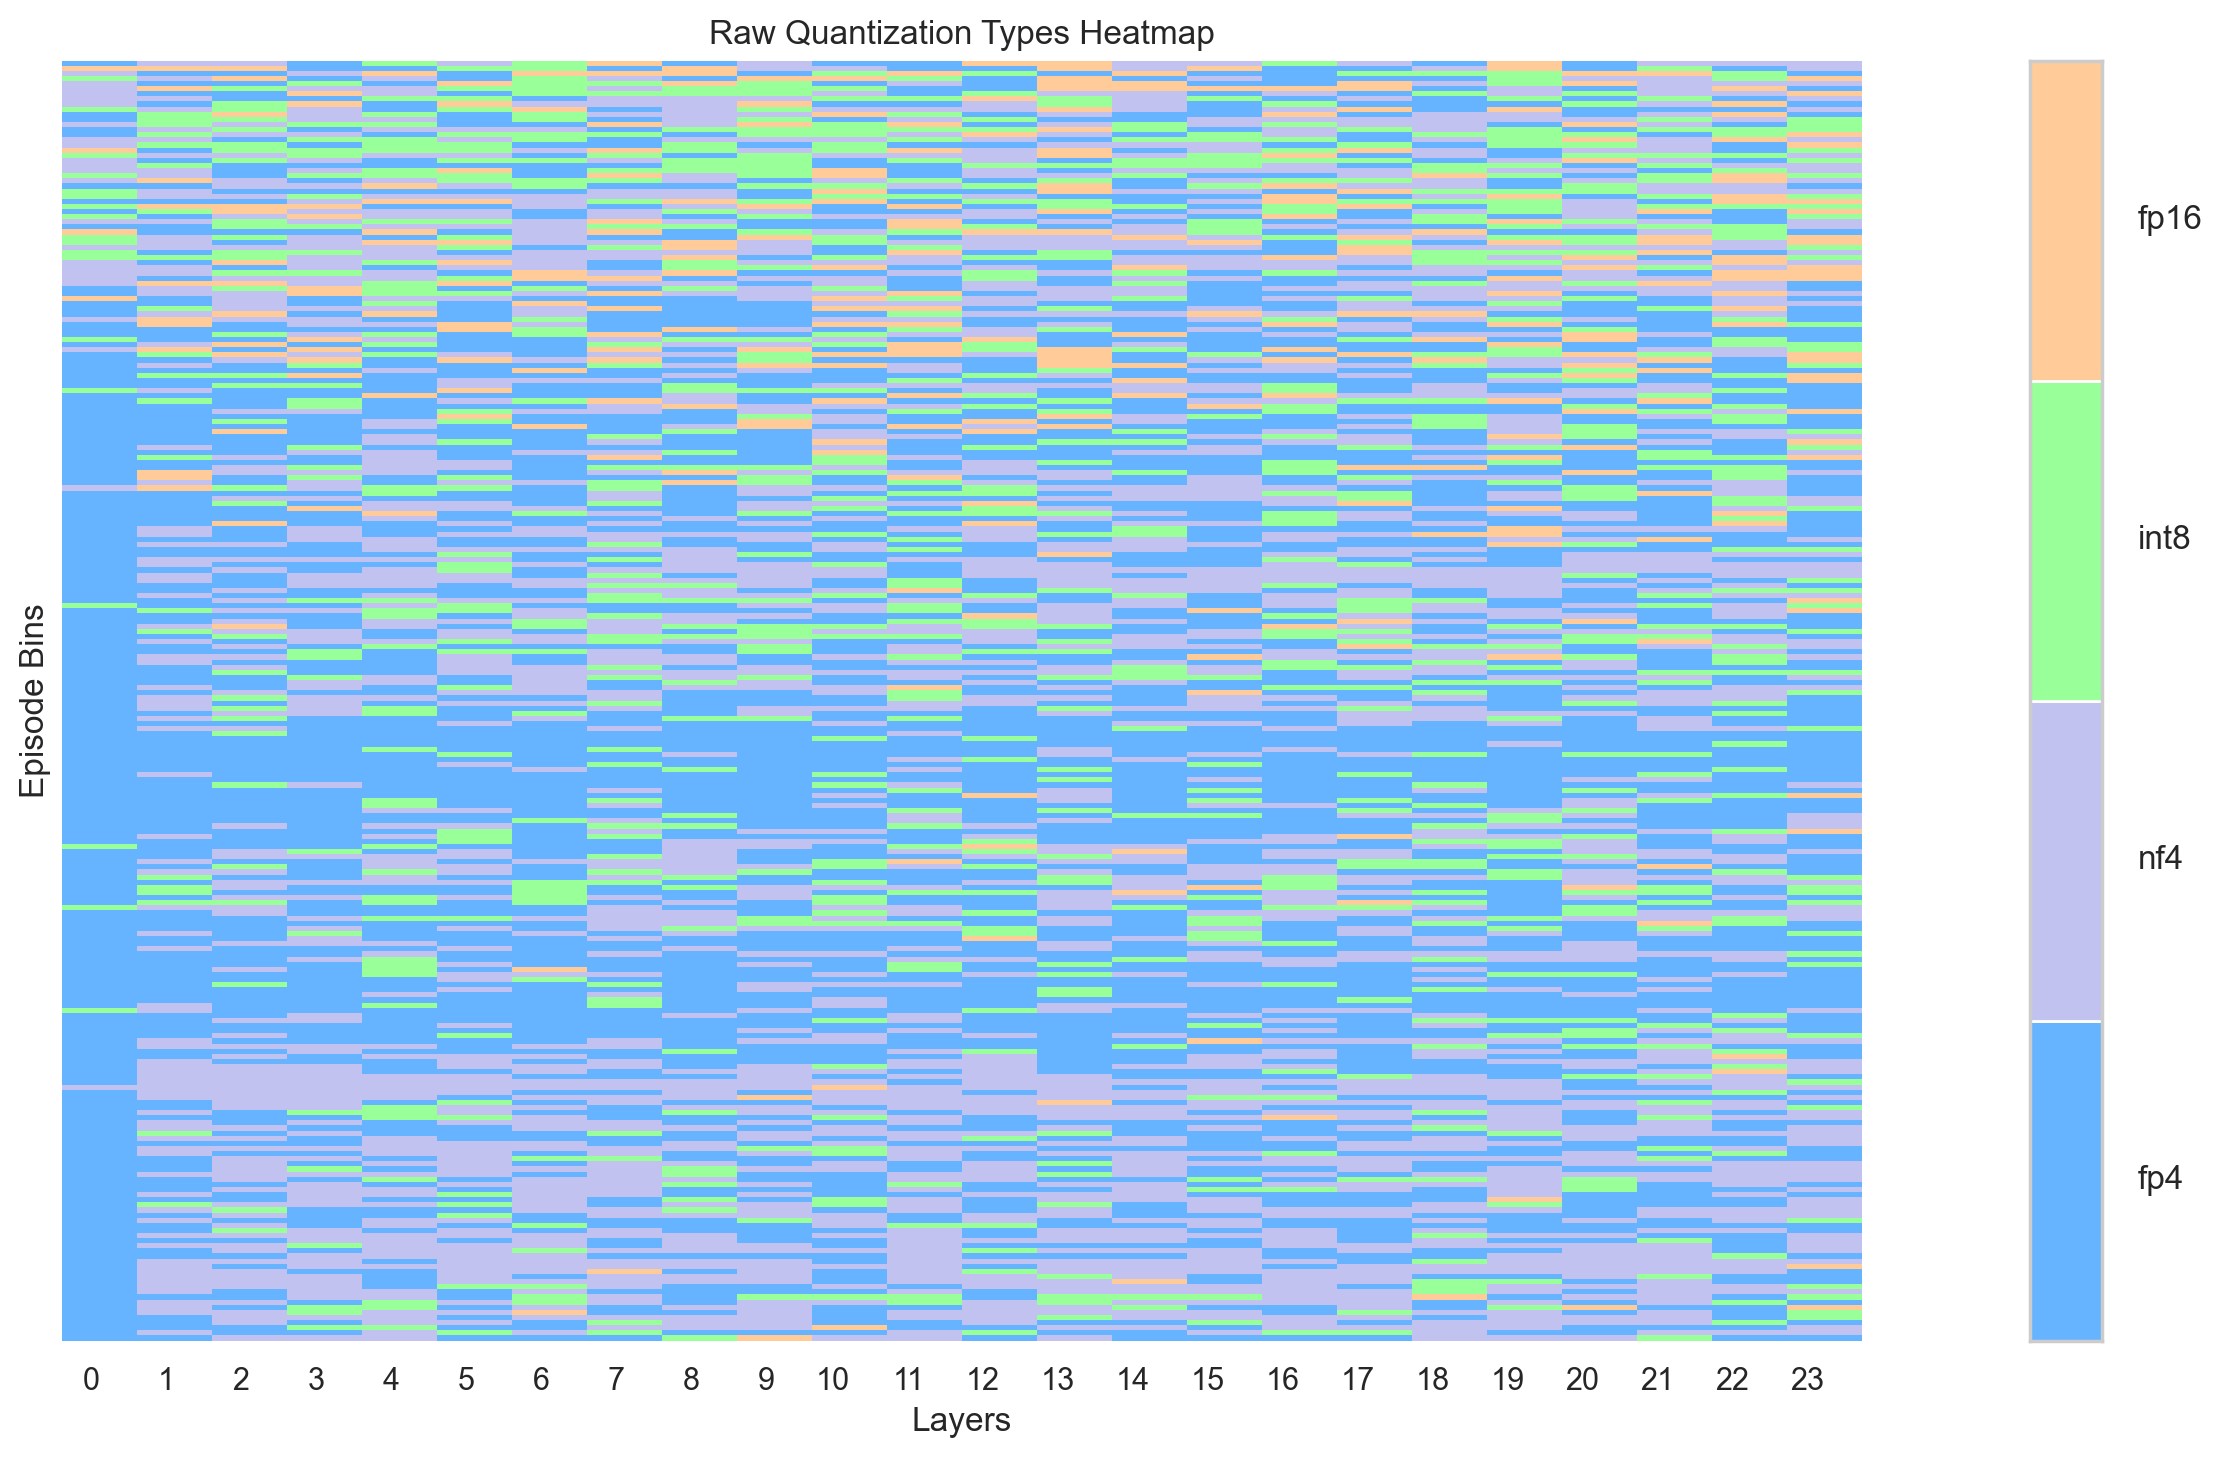 Raw Quantization Types Heatmap
Episode Bins
0 1 2 3 4 5 6 7 8 9 10 11 12 13 14 15 16 17 18 19 20 21 22 23
Layers
fp16
int8
nf4
fp4